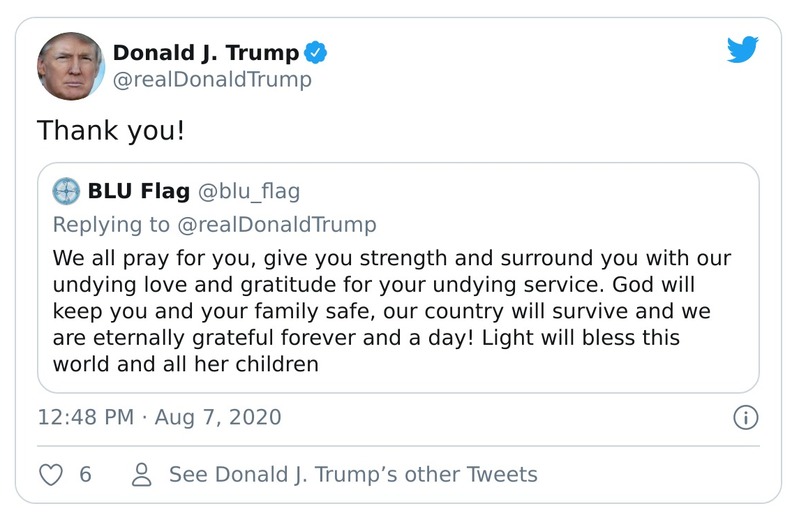 Donald J. Trump
@realDonaldTrump
Thank you!
BLU Flag @blu_flag
Replying to @realDonaldTrump
We all pray for you, give you strength and surround you with our
undying love and gratitude for your undying service. God will
keep you and your family safe, our country will survive and we
are eternally grateful forever and a day! Light will bless this
world and all her children
12:48 PM · Aug 7, 2020
6 See Donald J. Trump’s other Tweets